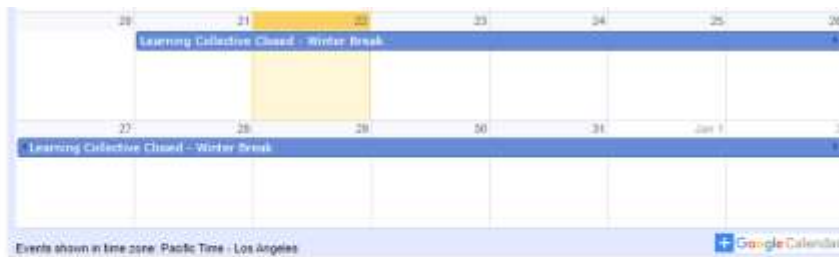 20 21 22 23 24 25 26
Learning Collective Closed - Winter Break
27 28 29 30 31 Jan 1
Learning Collective Closed - Winter Break
Events shown in time zone: Pacific Time - Los Angeles
Google Calendar